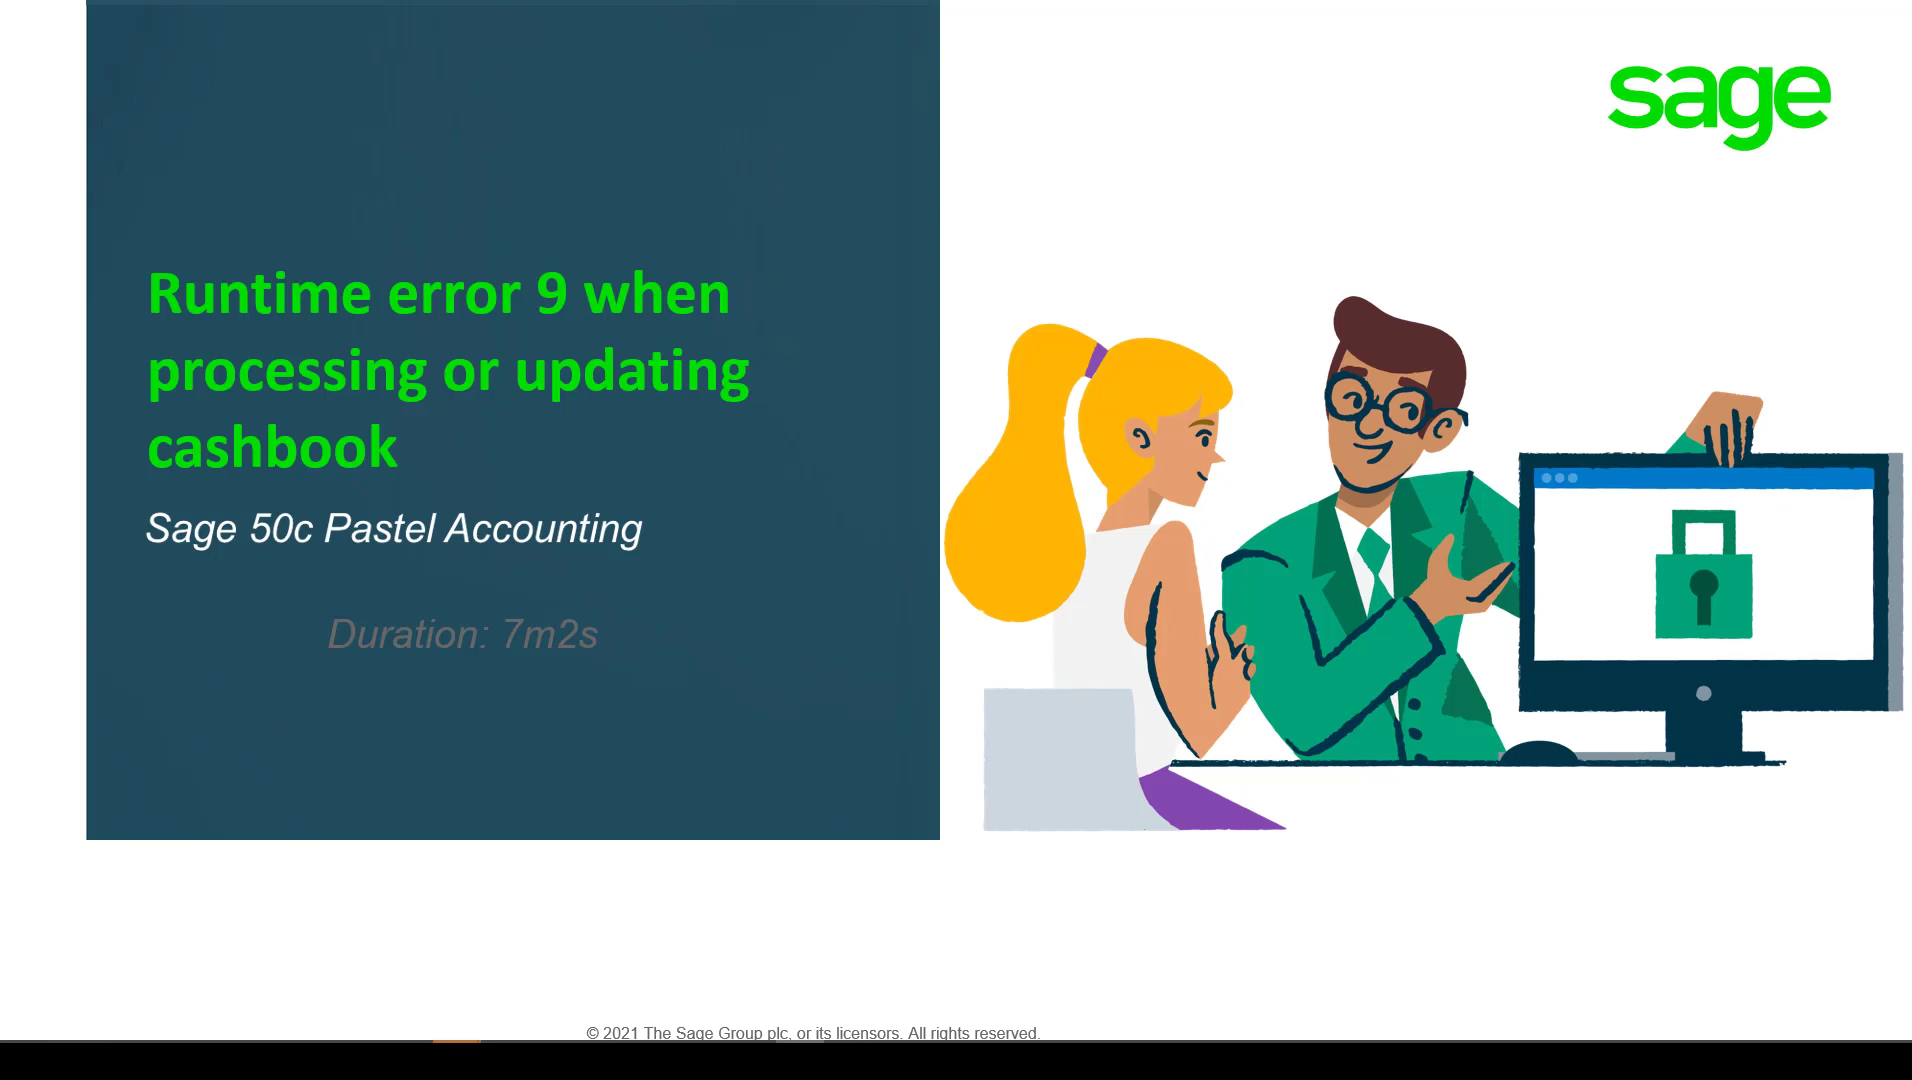 sage
Runtime error 9 when
processing or updating
cashbook
Sage 50c Pastel Accounting
Duration: 7m2s
© 2021 The Sage Group plc, or its licensors. All rights reserved.